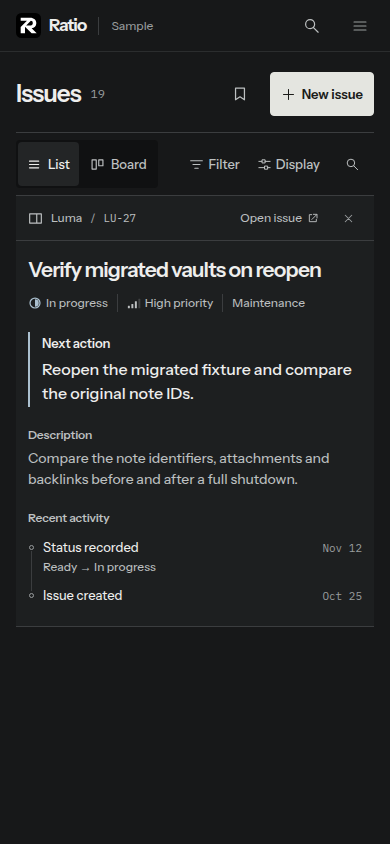 Ratio
Sample
Issues 19
New issue
List
Board
Filter
Display
Luma / LU-27
Open issue
Verify migrated vaults on reopen
In progress
High priority
Maintenance
Next action
Reopen the migrated fixture and compare
the original note IDs.
Description
Compare the note identifiers, attachments and
backlinks before and after a full shutdown.
Recent activity
Status recorded Nov 12
Ready → In progress
Issue created Oct 25